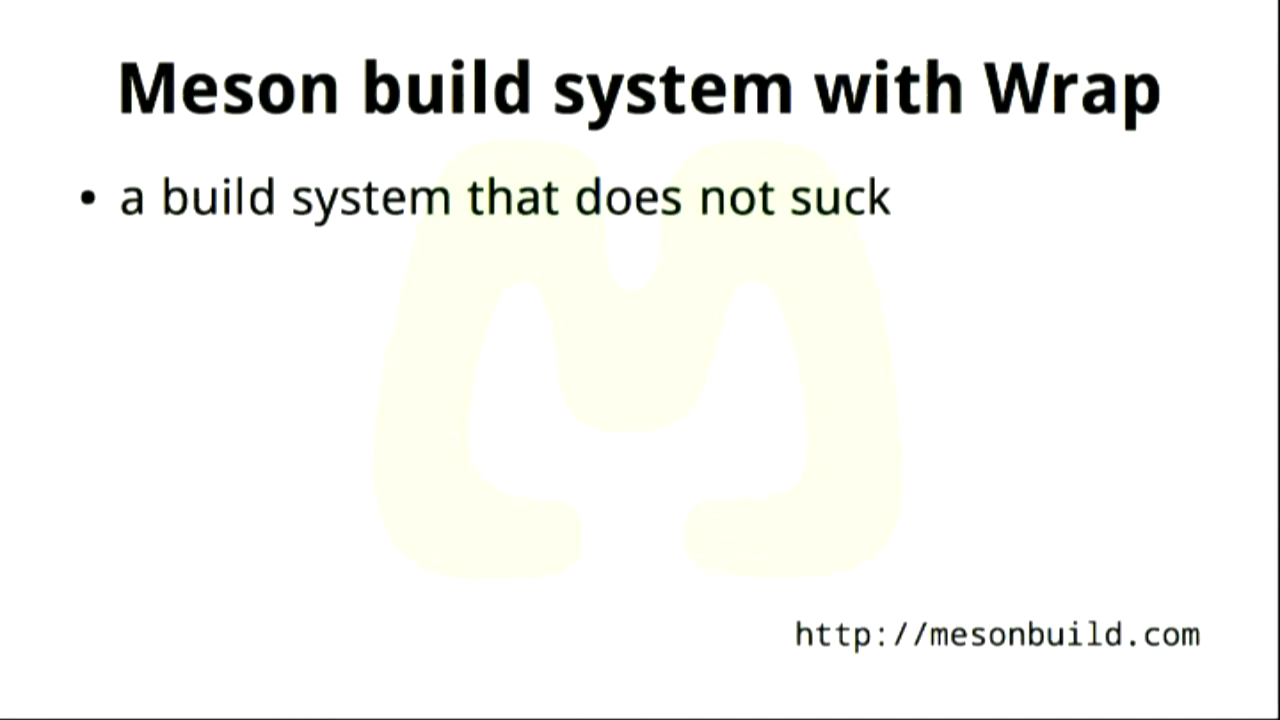 Meson build system with Wrap
• a build system that does not suck
http://mesonbuild.com